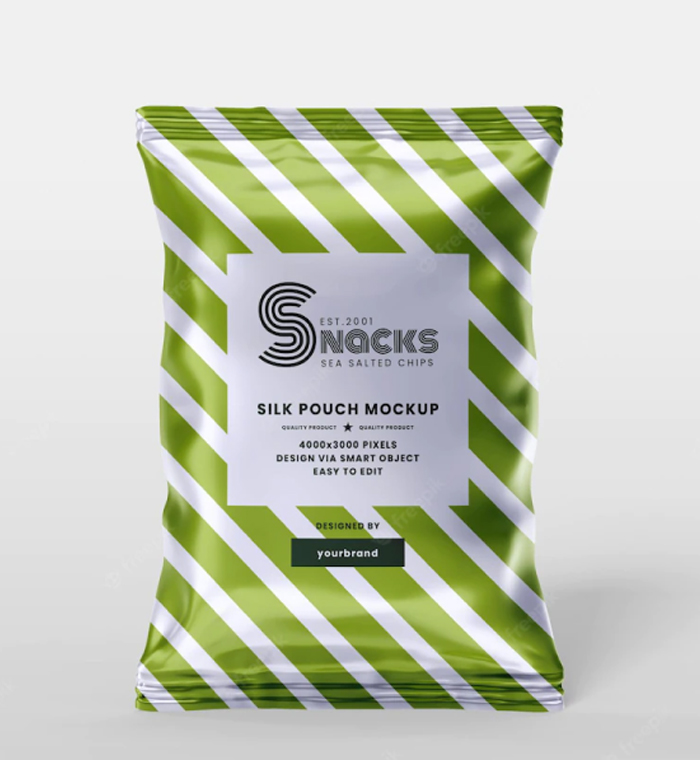 EST.2001
SNACKS
SEA SALTED CHIPS
SILK POUCH MOCKUP
QUALITY PRODUCT ★ QUALITY PRODUCT
4000x3000 PIXELS
DESIGN VIA SMART OBJECT
EASY TO EDIT
DESIGNED BY
yourbrand